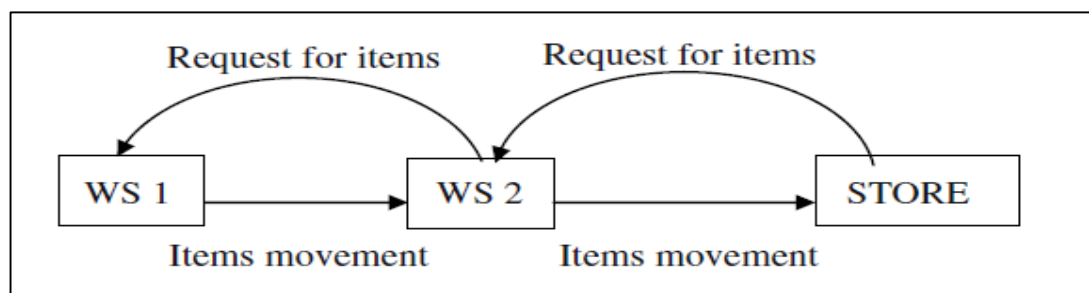 Request for items
Request for items
WS 1
WS 2
STORE
Items movement
Items movement